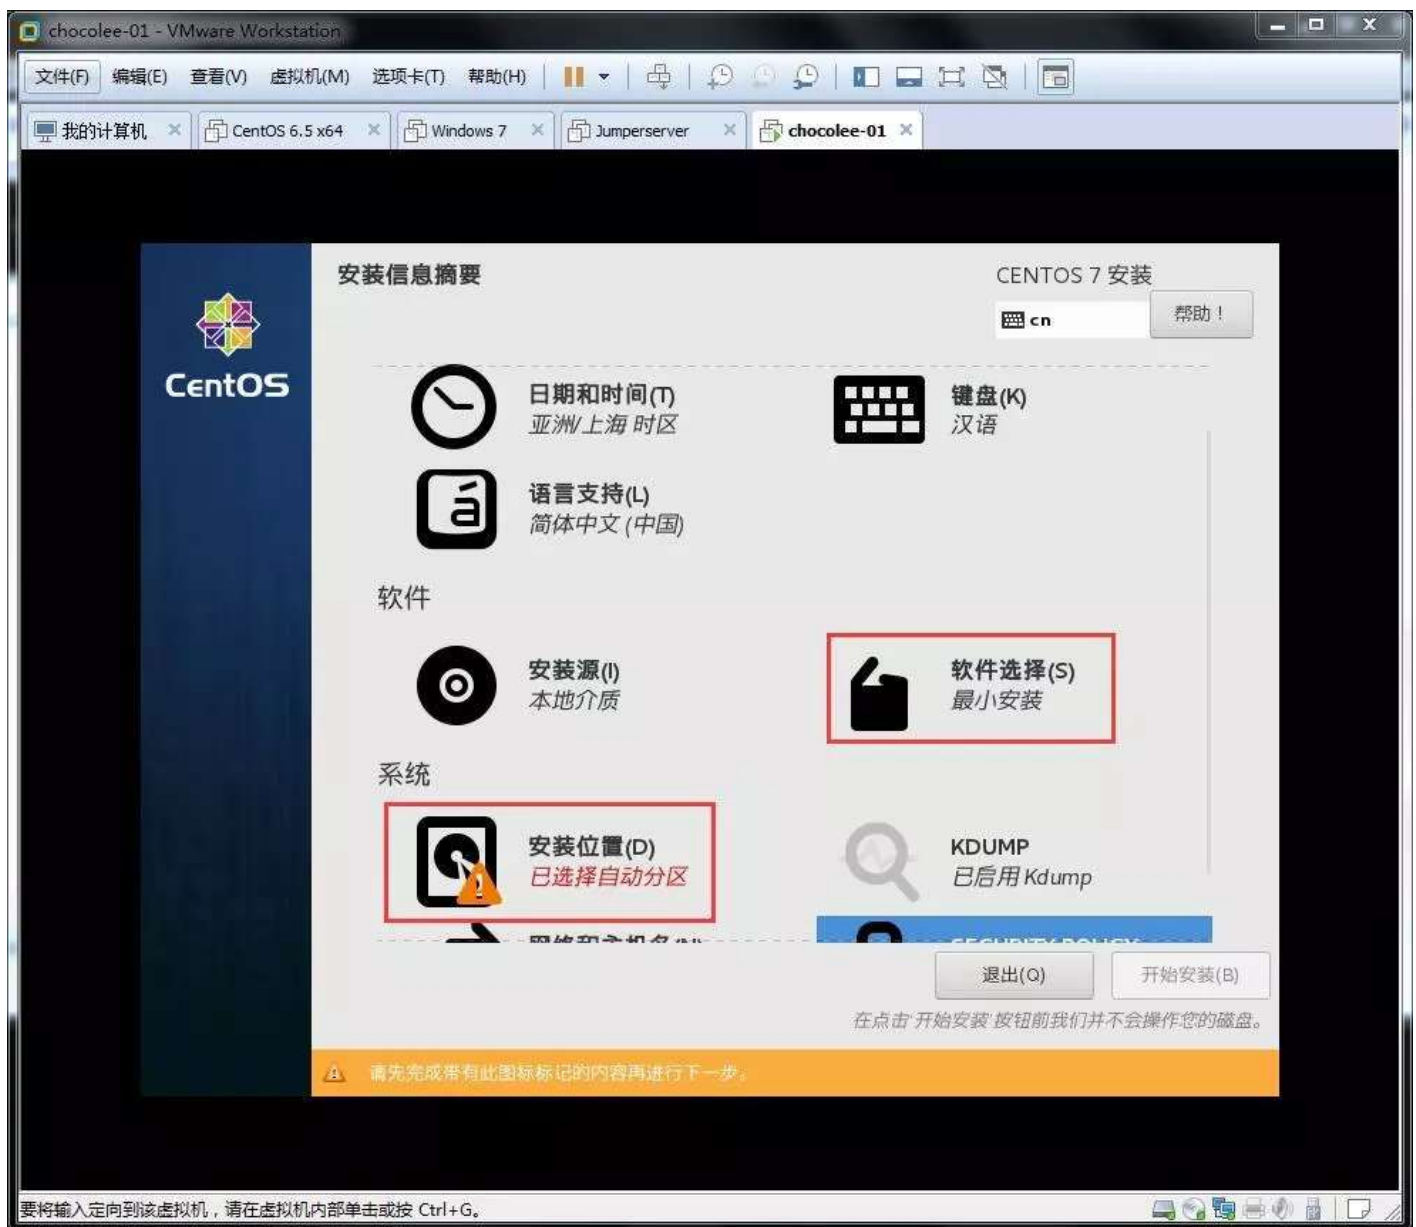 chocolee-01 - VMware Workstation
文件(F) 编辑(E) 查看(V) 虚拟机(M) 选项卡(T) 帮助(H)
我的计算机 CentOS 6.5 x64 Windows 7 Jumperserver chocolee-01
安装信息摘要
CENTOS 7 安装
cn
帮助！
CentOS
日期和时间(T)
亚洲/上海 时区
键盘(K)
汉语
á
语言支持(L)
简体中文 (中国)
软件
安装源(I)
本地介质
软件选择(S)
最小安装
系统
安装位置(D)
已选择自动分区
KDUMP
已启用 Kdump
网络和主机名(N)
SECURITY POLICY
退出(Q)
开始安装(B)
在点击'开始安装'按钮前我们并不会操作您的磁盘。
请先完成带有此图标标记的内容再进行下一步。
要将输入定向到该虚拟机，请在虚拟机内部单击或按 Ctrl+G。